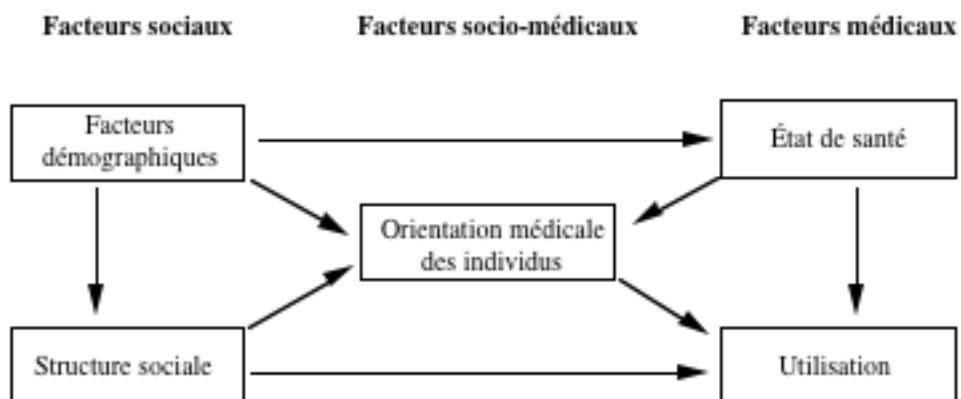 Facteurs sociaux
Facteurs socio-médicaux
Facteurs médicaux
Facteurs
démographiques
État de santé
Orientation médicale
des individus
Structure sociale
Utilisation